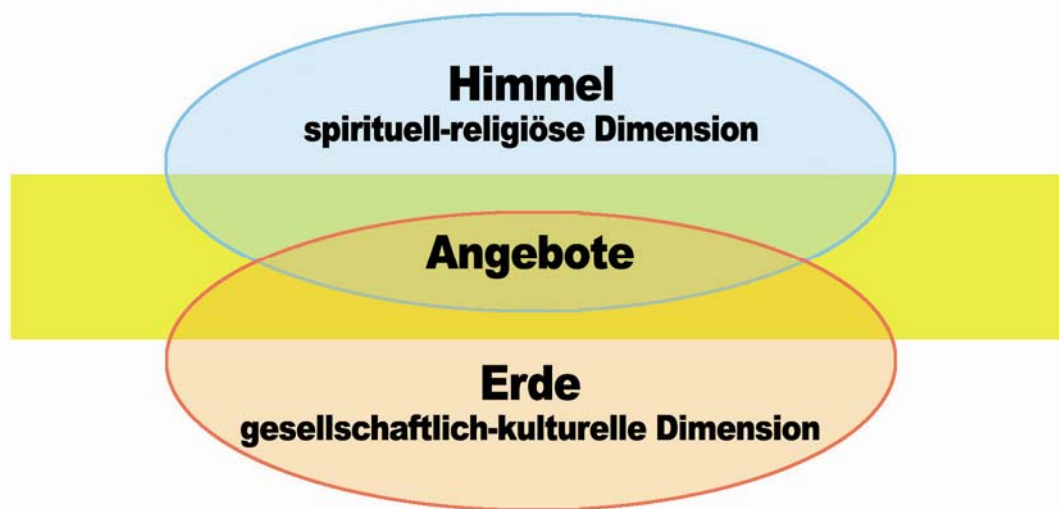 Himmel
spirituell-religiöse Dimension
Angebote
Erde
gesellschaftlich-kulturelle Dimension